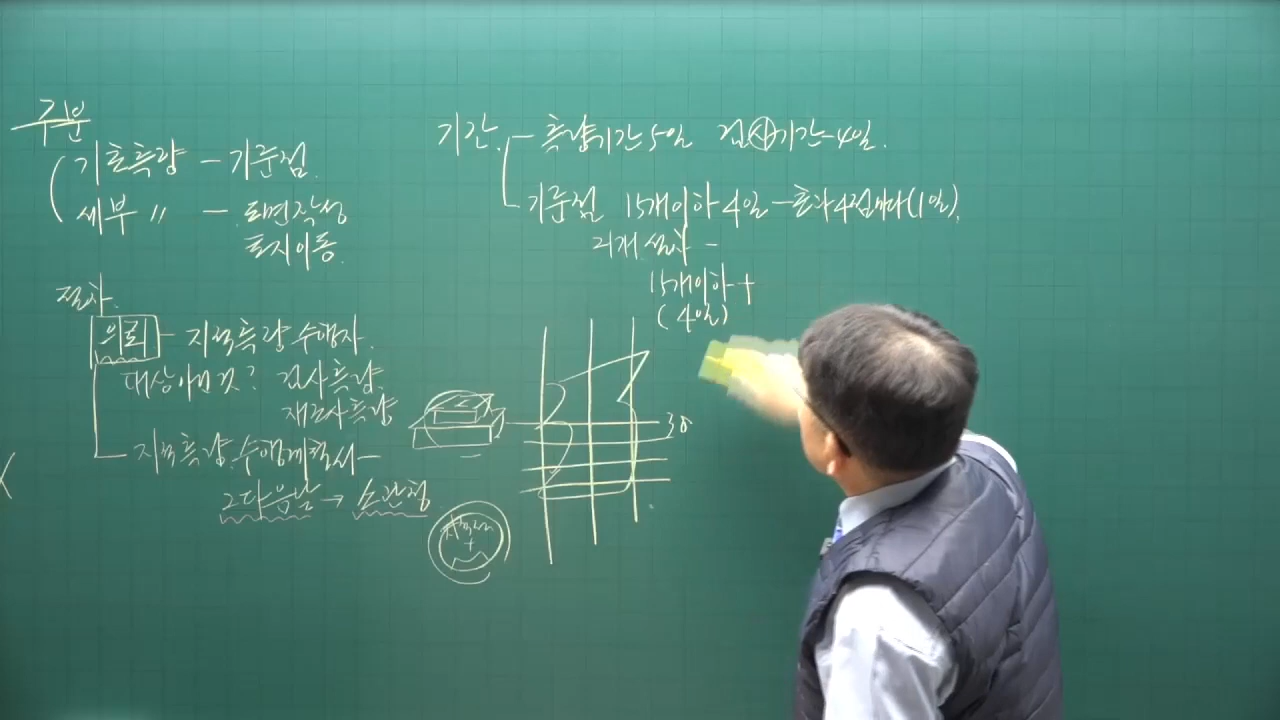 구분
기초측량 - 기준점.
세부 〃 - 도면작성
토지이동.
절차.
의뢰 - 지적측량 수행자.
대상아닌것? 검사측량.
재조사측량
지적측량.수행계획서-
그다음날 → 소관청
기간. - 측량기간 5일 검사기간-4일.
기준점 15개이하 4일 - 초과 4점마다 (1일).
15개이하 +
(4일)
30